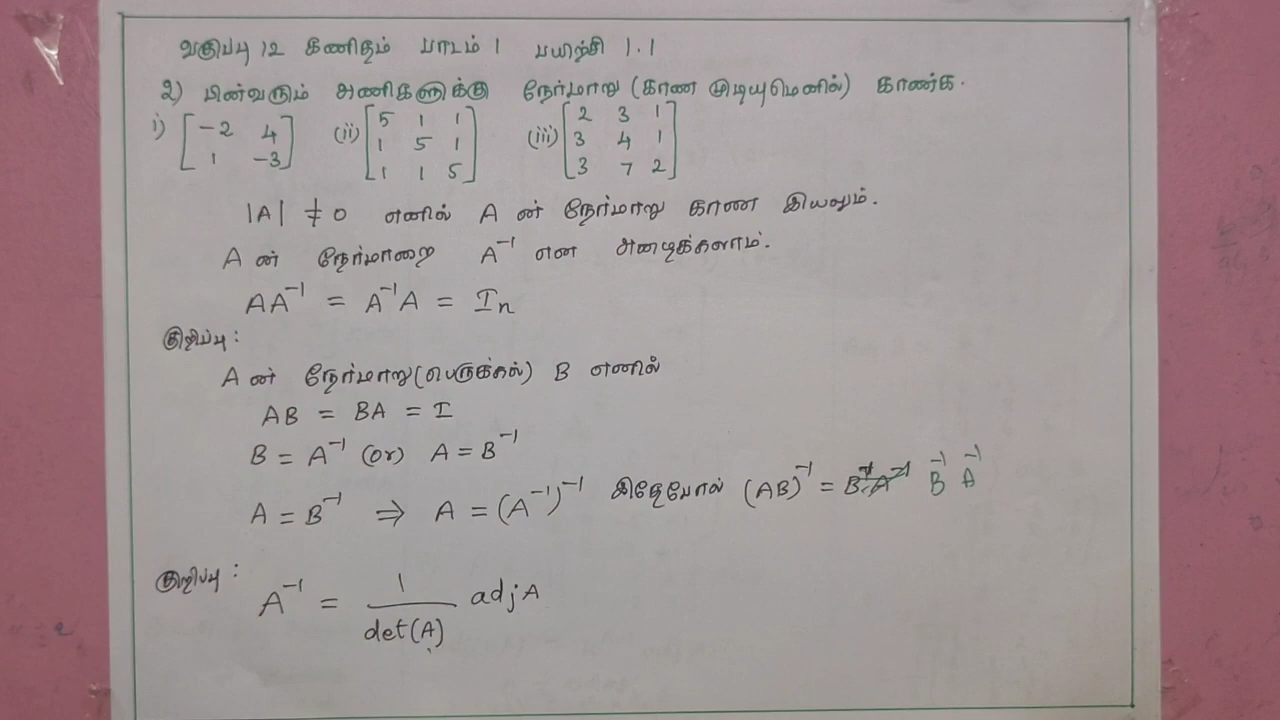 வகுப்பு 12 கணிதம் பாடம் 1 பயிற்சி 1.1
2) பின்வரும் அணிகளுக்கு நேர்மாறு (காண முடியுமெனில்) காண்க.
i) [-2 4 (ii) [5 1 1 (iii) [2 3 1
1 -3] 1 5 1 3 4 1
1 1 5] 3 7 2]
|A| ≠ 0 எனில் A ன் நேர்மாறு காண இயலும்.
A ன் நேர்மாறை A⁻¹ என அழைக்கலாம்.
AA⁻¹ = A⁻¹A = Iₙ
குறிப்பு :
A ன் நேர்மாறு (பெருக்கல்) B எனில்
AB = BA = I
B = A⁻¹ (or) A = B⁻¹
A = B⁻¹ ⇒ A = (A⁻¹)⁻¹ இதேபோல் (AB)⁻¹ = B⁻¹ A⁻¹
குறிப்பு :
A⁻¹ = 1/det(A) adj A